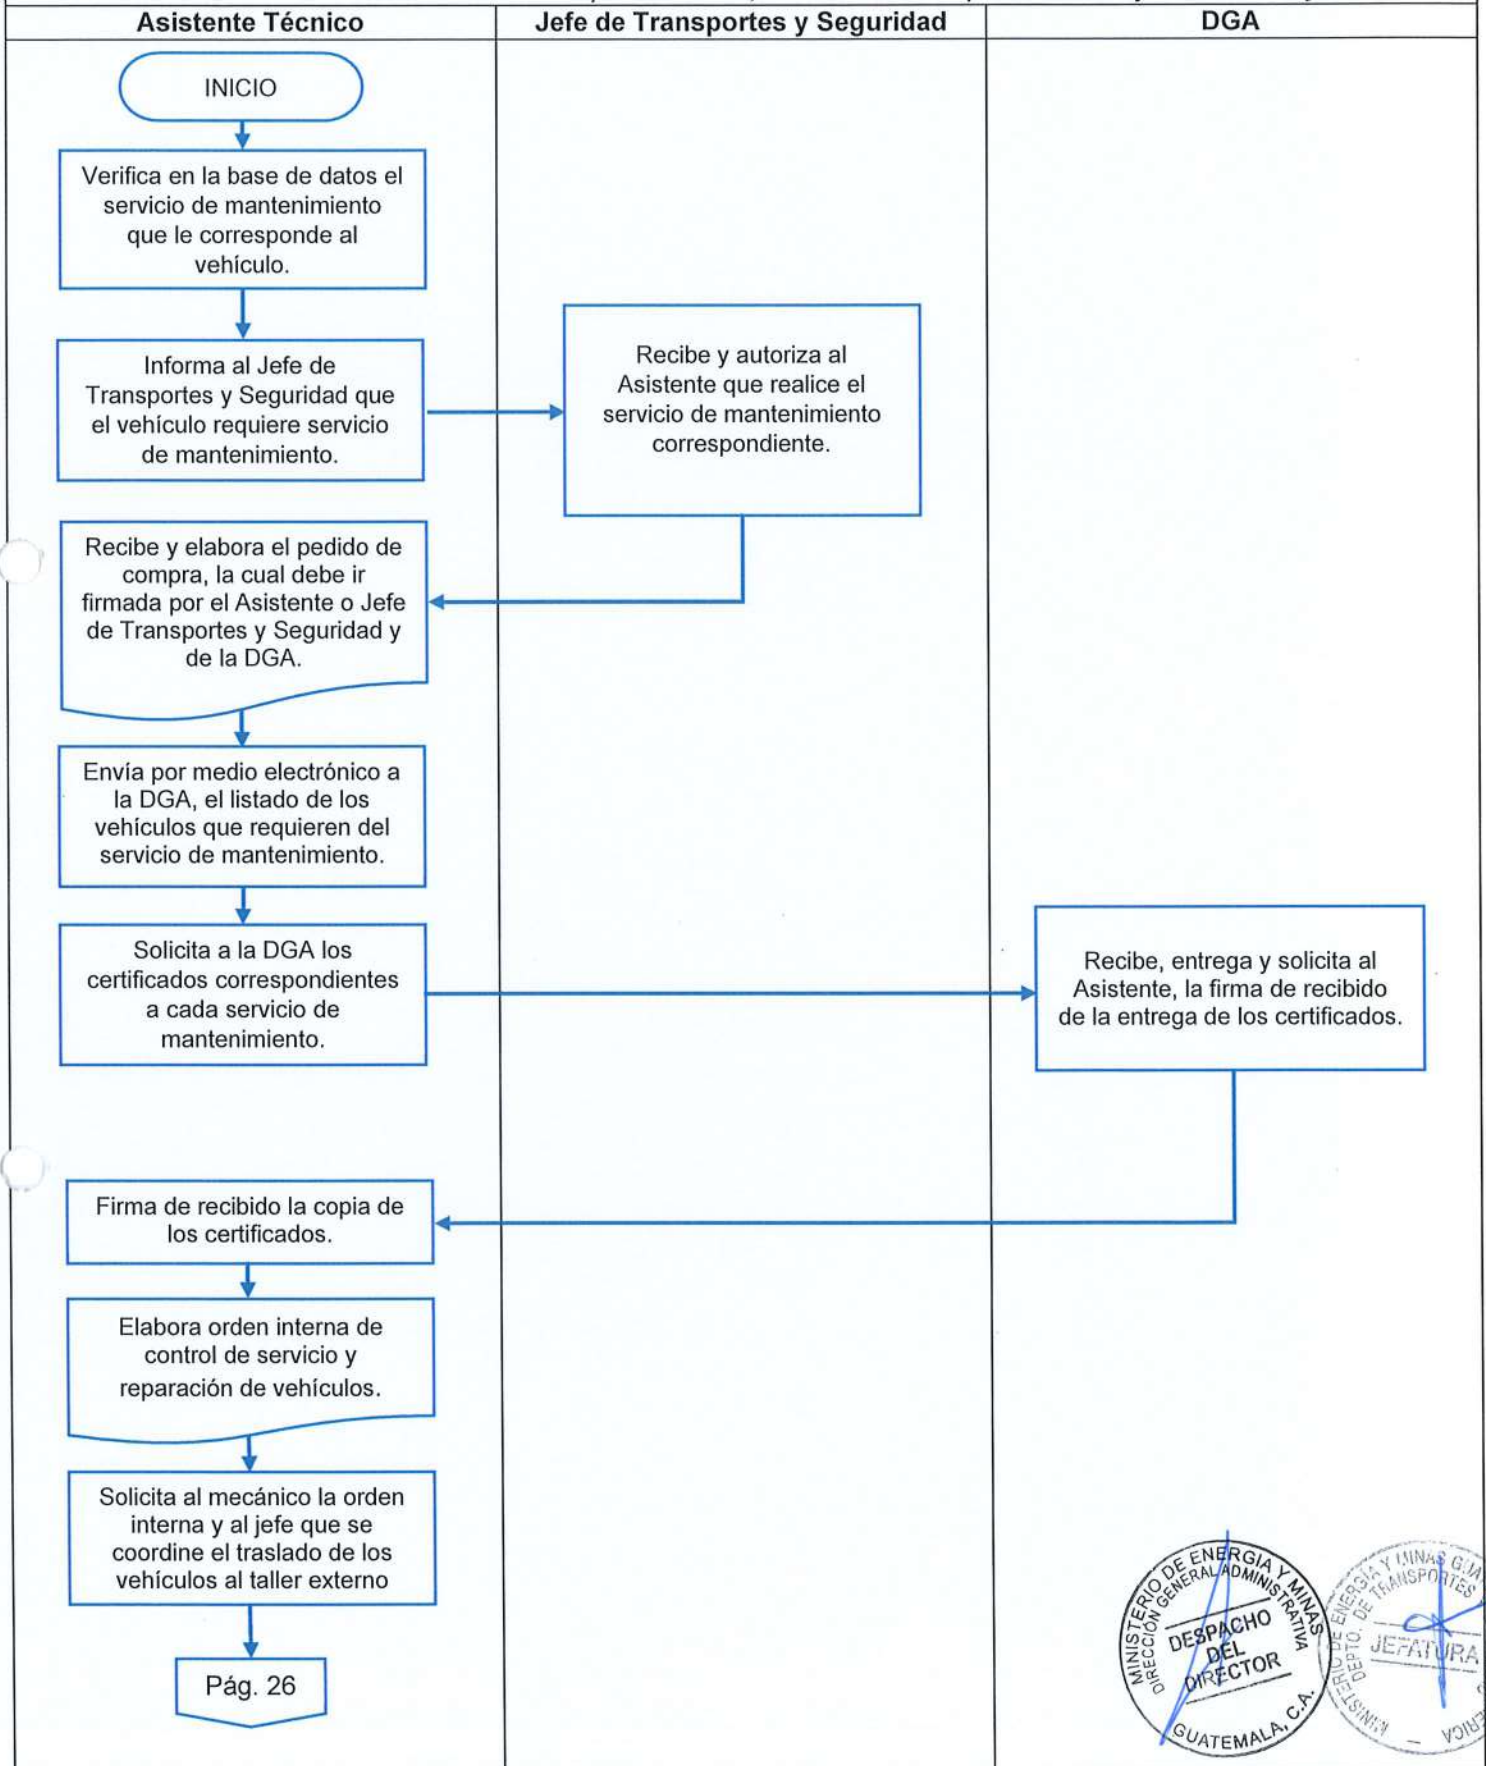 Asistente Técnico
Jefe de Transportes y Seguridad
DGA
INICIO
Verifica en la base de datos el
servicio de mantenimiento
que le corresponde al
vehículo.
Informa al Jefe de
Transportes y Seguridad que
el vehículo requiere servicio
de mantenimiento.
Recibe y autoriza al
Asistente que realice el
servicio de mantenimiento
correspondiente.
Recibe y elabora el pedido de
compra, la cual debe ir
firmada por el Asistente o Jefe
de Transportes y Seguridad y
de la DGA.
Envía por medio electrónico a
la DGA, el listado de los
vehículos que requieren del
servicio de mantenimiento.
Solicita a la DGA los
certificados correspondientes
a cada servicio de
mantenimiento.
Recibe, entrega y solicita al
Asistente, la firma de recibido
de la entrega de los certificados.
Firma de recibido la copia de
los certificados.
Elabora orden interna de
control de servicio y
reparación de vehículos.
Solicita al mecánico la orden
interna y al jefe que se
coordine el traslado de los
vehículos al taller externo
Pág. 26
MINISTERIO DE ENERGIA Y MINAS
DIRECCIÓN GENERAL ADMINISTRATIVA
DESPACHO
DEL
DIRECTOR
GUATEMALA, C.A.
MINISTERIO DE ENERGÍA Y MINAS
DEPTO. DE TRANSPORTES
JEFATURA